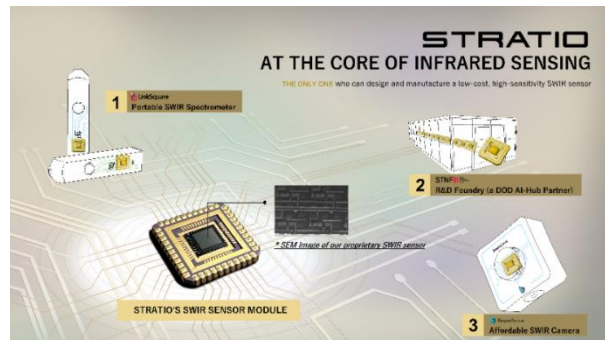 STRATIO
AT THE CORE OF INFRARED SENSING
THE ONLY ONE who can design and manufacture a low-cost, high-sensitivity SWIR sensor
1
LinkSquare
Portable SWIR Spectrometer
2
R&D Foundry (a DOD AI-Hub Partner)
* SEM Image of our proprietary SWIR sensor
STRATIO'S SWIR SENSOR MODULE
3
Affordable SWIR Camera